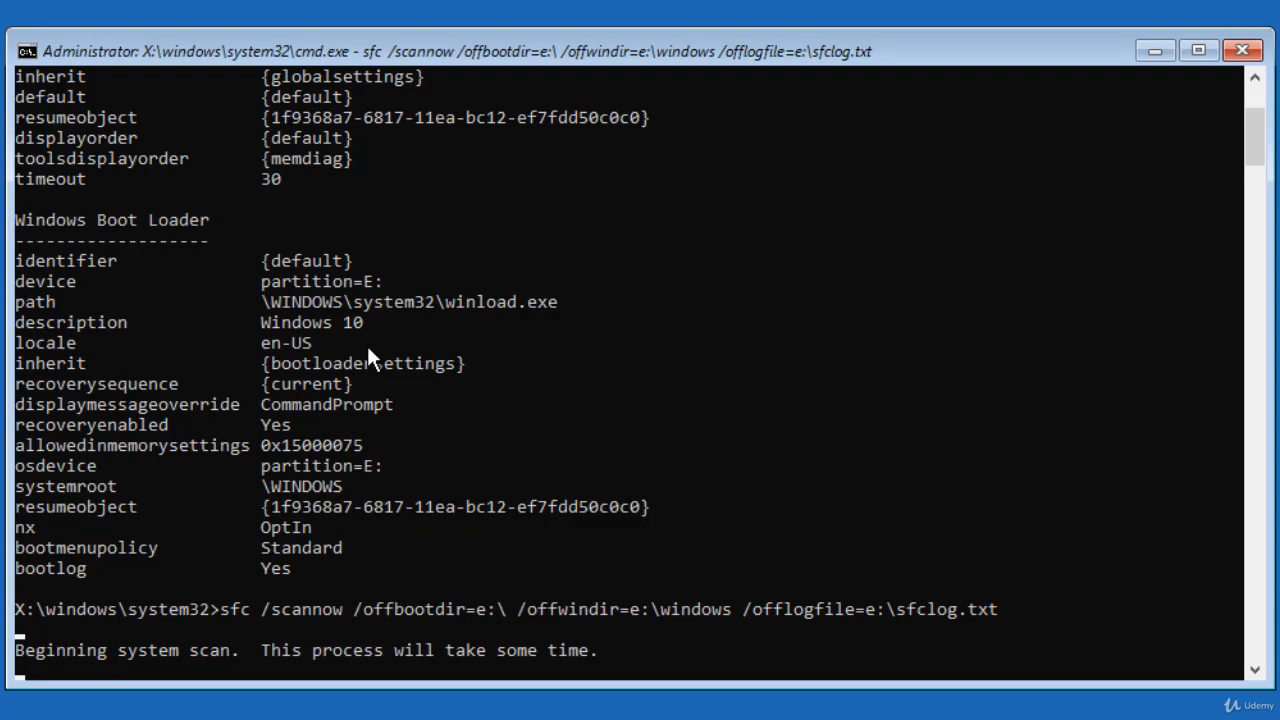 Administrator: X:\windows\system32\cmd.exe - sfc /scannow /offbootdir=e:\ /offwindir=e:\windows /offlogfile=e:\sfclog.txt
inherit {globalsettings}
default {default}
resumeobject {1f9368a7-6817-11ea-bc12-ef7fdd50c0c0}
displayorder {default}
toolsdisplayorder {memdiag}
timeout 30
Windows Boot Loader
-------------------
identifier {default}
device partition=E:
path \WINDOWS\system32\winload.exe
description Windows 10
locale en-US
inherit {bootloadersettings}
recoverysequence {current}
displaymessageoverride CommandPrompt
recoveryenabled Yes
allowedinmemorysettings 0x15000075
osdevice partition=E:
systemroot \WINDOWS
resumeobject {1f9368a7-6817-11ea-bc12-ef7fdd50c0c0}
nx OptIn
bootmenupolicy Standard
bootlog Yes
X:\windows\system32>sfc /scannow /offbootdir=e:\ /offwindir=e:\windows /offlogfile=e:\sfclog.txt
Beginning system scan. This process will take some time.
Udemy